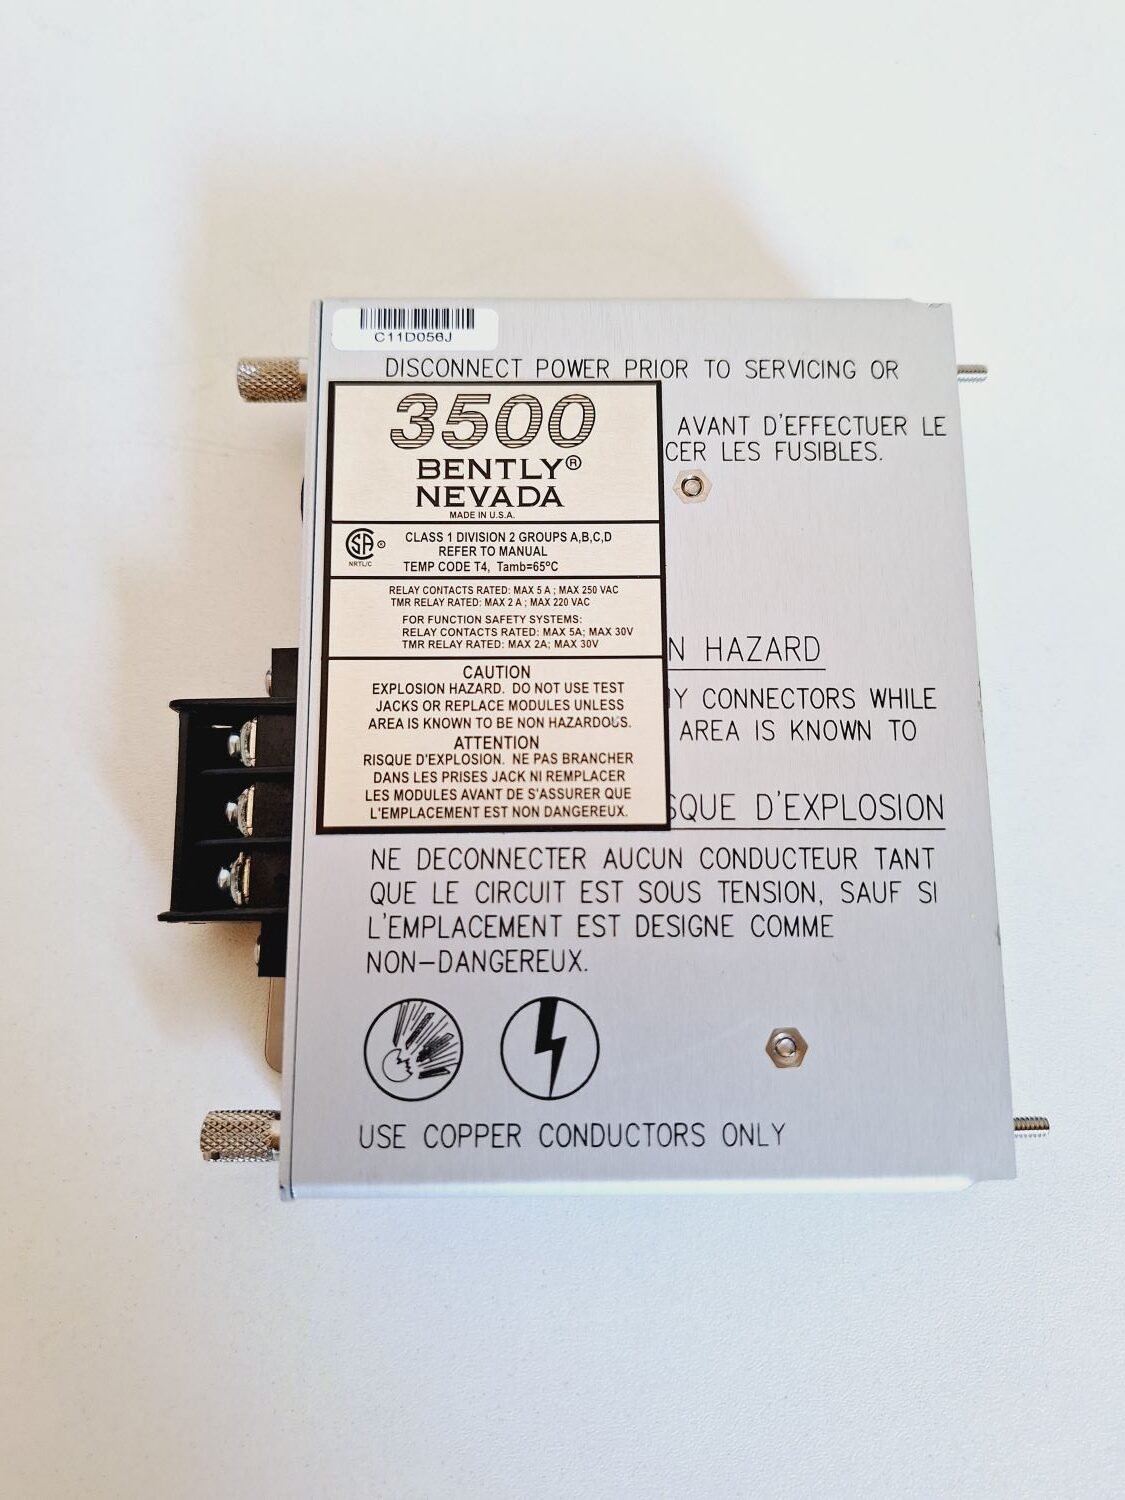 C11D056J
DISCONNECT POWER PRIOR TO SERVICING OR
AVANT D'EFFECTUER LE
CER LES FUSIBLES.
3500
BENTLY®
NEVADA
MADE IN U.S.A.
CSA ®
NRTL/C
CLASS 1 DIVISION 2 GROUPS A,B,C,D
REFER TO MANUAL
TEMP CODE T4, Tamb=65ºC
RELAY CONTACTS RATED: MAX 5 A ; MAX 250 VAC
TMR RELAY RATED: MAX 2 A ; MAX 220 VAC
FOR FUNCTION SAFETY SYSTEMS:
RELAY CONTACTS RATED: MAX 5A; MAX 30V
TMR RELAY RATED: MAX 2A; MAX 30V
CAUTION
EXPLOSION HAZARD. DO NOT USE TEST
JACKS OR REPLACE MODULES UNLESS
AREA IS KNOWN TO BE NON HAZARDOUS.
ATTENTION
RISQUE D'EXPLOSION. NE PAS BRANCHER
DANS LES PRISES JACK NI REMPLACER
LES MODULES AVANT DE S'ASSURER QUE
L'EMPLACEMENT EST NON DANGEREUX.
N HAZARD
NY CONNECTORS WHILE
AREA IS KNOWN TO
SQUE D'EXPLOSION
NE DECONNECTER AUCUN CONDUCTEUR TANT
QUE LE CIRCUIT EST SOUS TENSION, SAUF SI
L'EMPLACEMENT EST DESIGNE COMME
NON-DANGEREUX.
USE COPPER CONDUCTORS ONLY